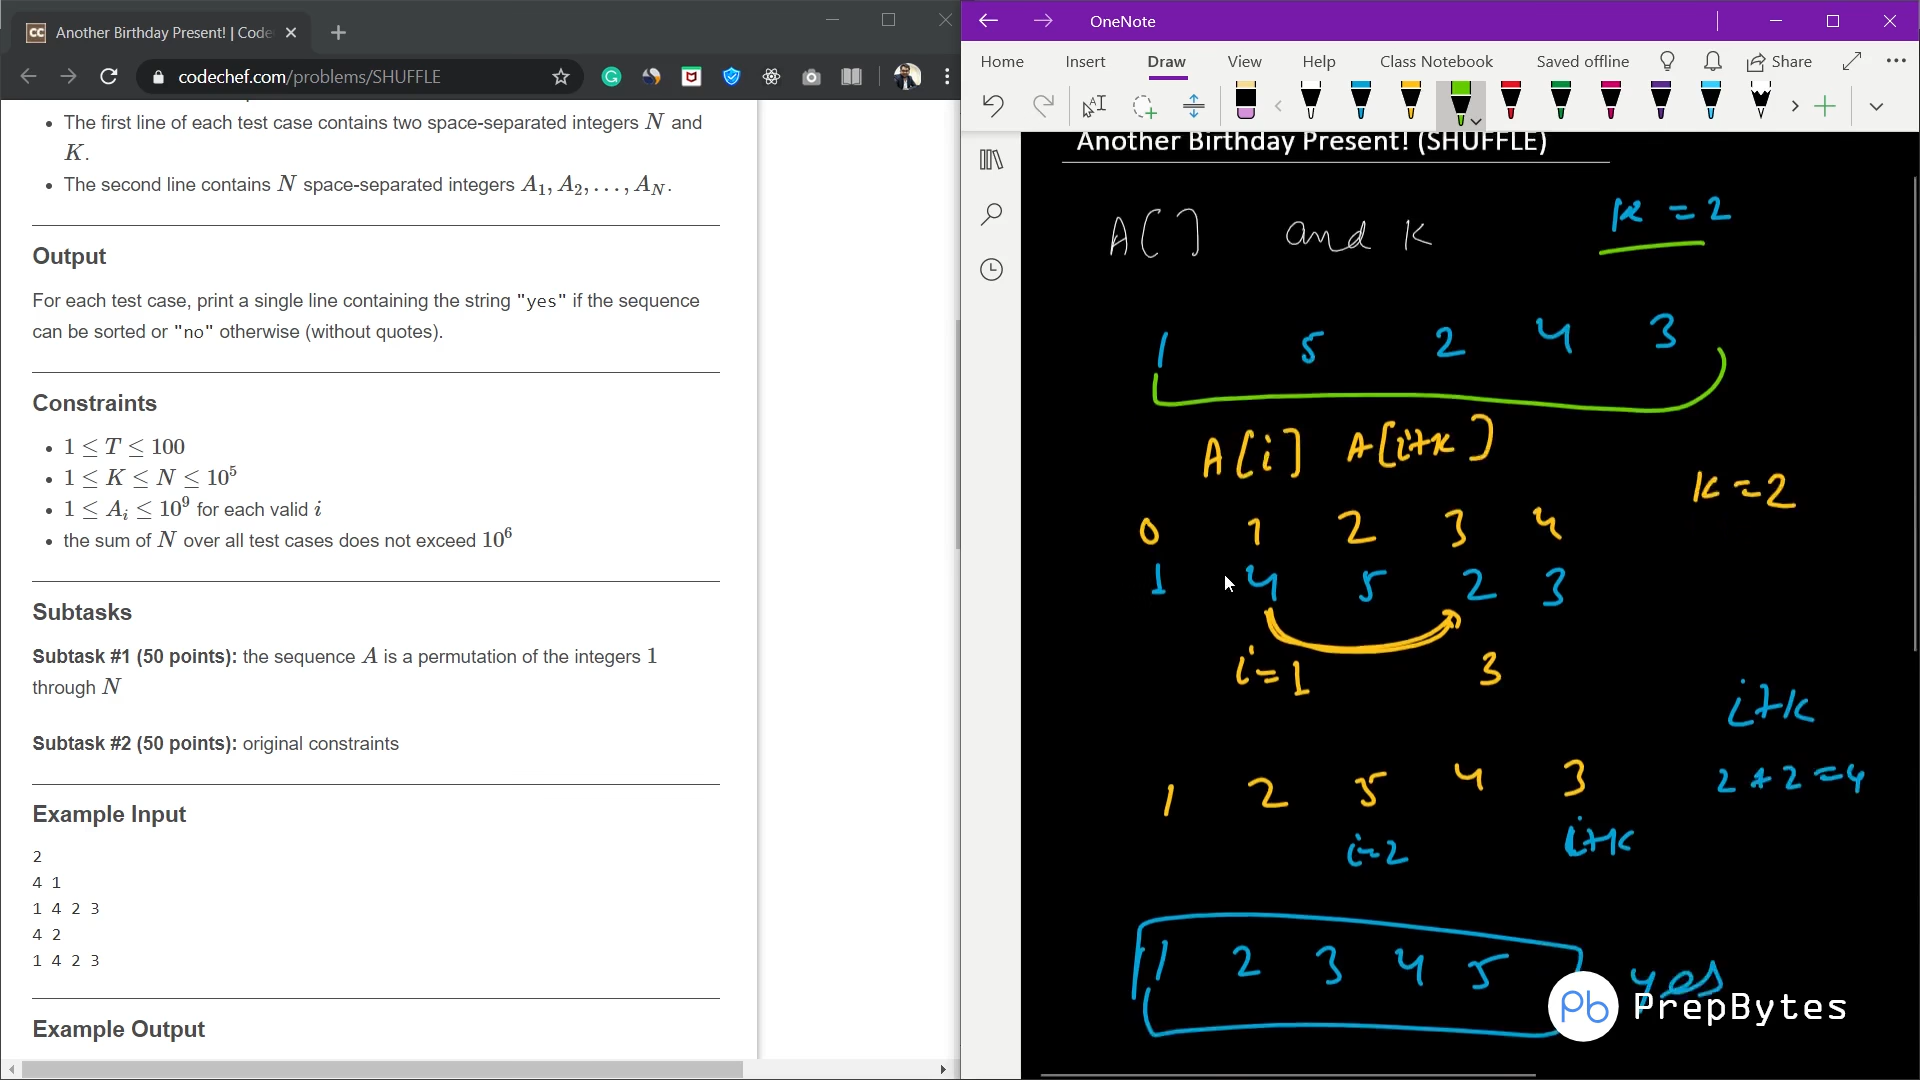 Another Birthday Present! | Code
codechef.com/problems/SHUFFLE
The first line of each test case contains two space-separated integers N and
K.
The second line contains N space-separated integers A1, A2, . . . , AN.
Output
For each test case, print a single line containing the string "yes" if the sequence
can be sorted or "no" otherwise (without quotes).
Constraints
1 ≤ T ≤ 100
1 ≤ K ≤ N ≤ 10^5
1 ≤ Ai ≤ 10^9 for each valid i
the sum of N over all test cases does not exceed 10^6
Subtasks
Subtask #1 (50 points): the sequence A is a permutation of the integers 1
through N
Subtask #2 (50 points): original constraints
Example Input
2
4 1
1 4 2 3
4 2
1 4 2 3
Example Output
OneNote
Home Insert Draw View Help Class Notebook Saved offline Share
Another Birthday Present! (SHUFFLE)
A[] and K
K = 2
1 5 2 4 3
A[i] A[i+K]
K=2
0 1 2 3 4
1 4 5 2 3
i=1 3
i+K
1 2 5 4 3
2+2=4
i=2 i+K
1 2 3 4 5 yes
Pb PrepBytes